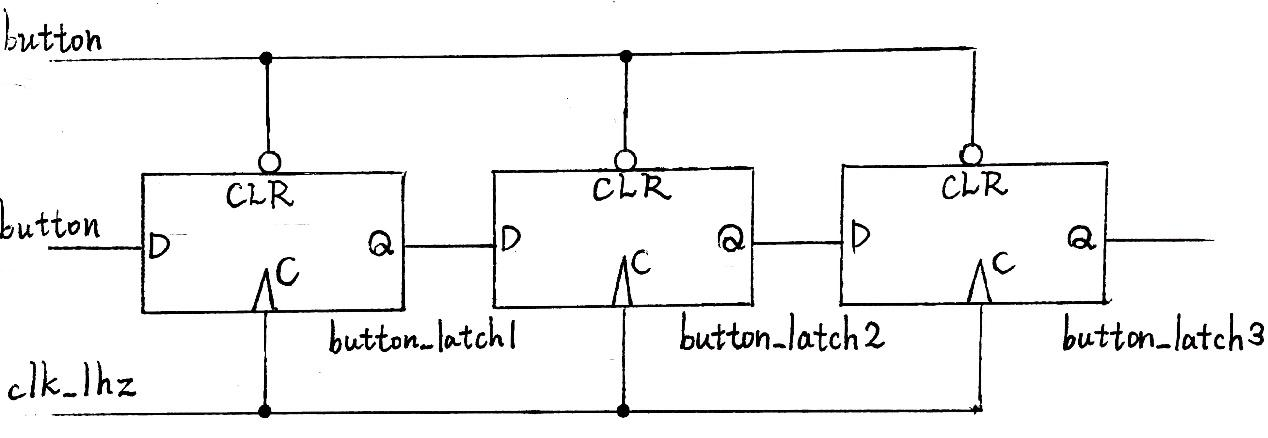 button
CLR
CLR
CLR
button
D
Q
D
Q
D
Q
C
C
C
button_latch1
button_latch2
button_latch3
clk_1hz